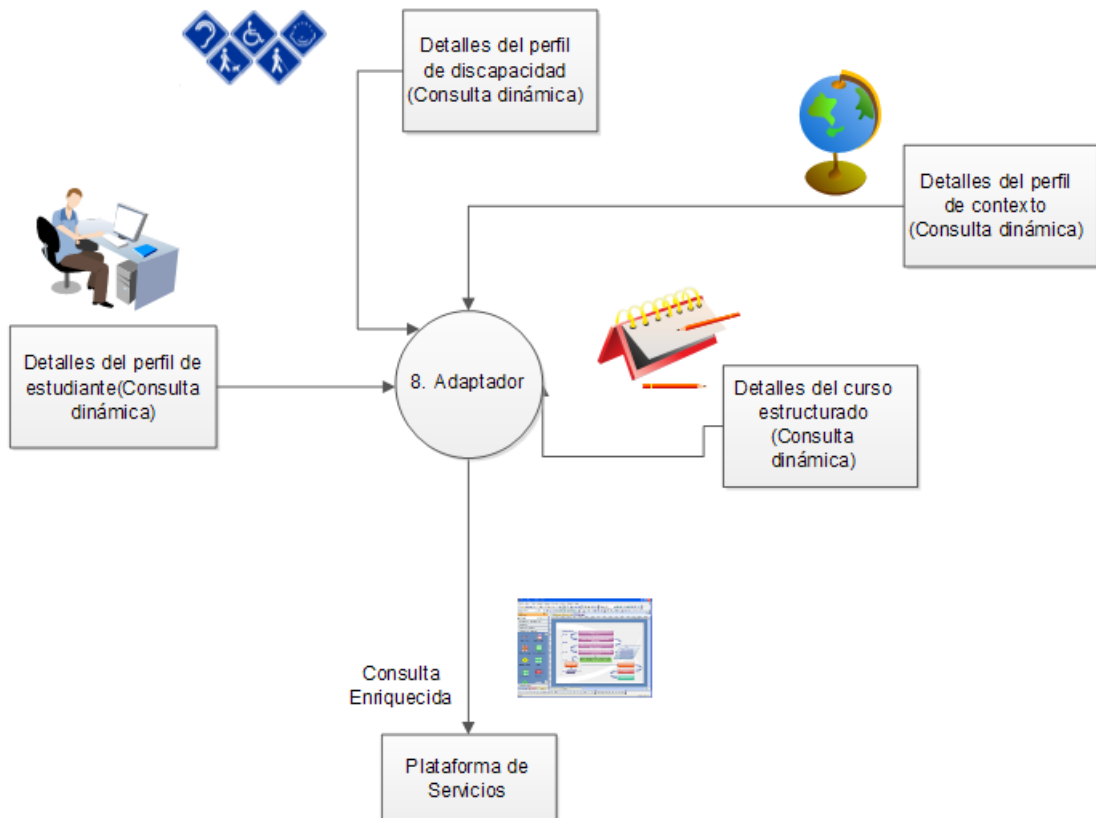 Detalles del perfil
de discapacidad
(Consulta dinámica)
Detalles del perfil
de contexto
(Consulta dinámica)
Detalles del perfil de
estudiante(Consulta
dinámica)
8. Adaptador
Detalles del curso
estructurado
(Consulta
dinámica)
Consulta
Enriquecida
Plataforma de
Servicios